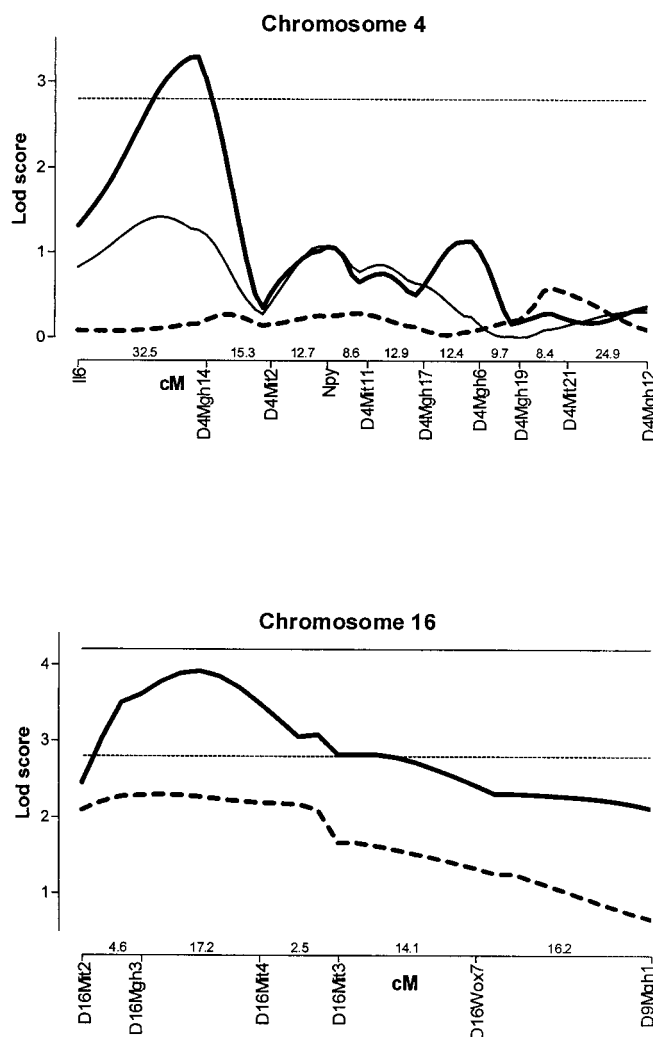 Chromosome 4
3
2
1
0
Lod score
32.5 15.3 12.7 8.6 12.9 12.4 9.7 8.4 24.9
cM
Il6 D4Mgh14 D4Mit2 Npy D4Mit11 D4Mgh17 D4Mgh6 D4Mgh19 D4Mit21 D4Mgh12
Chromosome 16
4
3
2
1
Lod score
4.6 17.2 2.5 14.1 16.2
cM
D16Mit2 D16Mgh3 D16Mit4 D16Mit3 D16Wox7 D9Mgh1